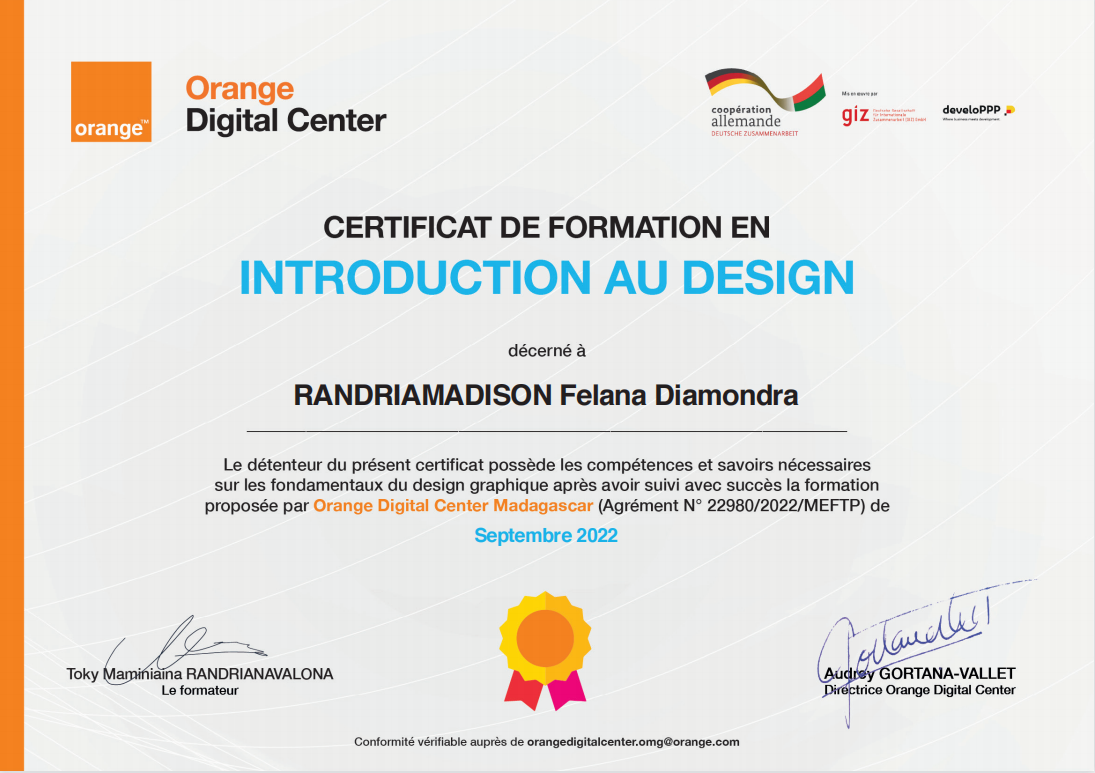 orange™
Orange
Digital Center
coopération
allemande
DEUTSCHE ZUSAMMENARBEIT
Mis en œuvre par
giz
Deutsche Gesellschaft
für Internationale
Zusammenarbeit (GIZ) GmbH
develoPPP
Where business meets development
CERTIFICAT DE FORMATION EN
INTRODUCTION AU DESIGN
décerné à
RANDRIAMADISON Felana Diamondra
Le détenteur du présent certificat possède les compétences et savoirs nécessaires
sur les fondamentaux du design graphique après avoir suivi avec succès la formation
proposée par Orange Digital Center Madagascar (Agrément N° 22980/2022/MEFTP) de
Septembre 2022
Toky Maminiaina RANDRIANAVALONA
Le formateur
Audrey GORTANA-VALLET
Directrice Orange Digital Center
Conformité vérifiable auprès de orangedigitalcenter.omg@orange.com